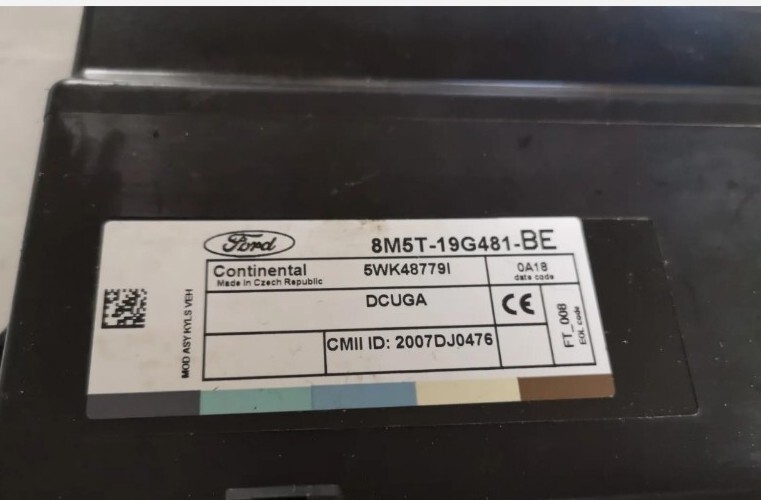 Ford
8M5T-19G481-BE
Continental 5WK48779I 0A18
Made in Czech Republic date code
DCUGA CE
CMII ID: 2007DJ0476
MOD ASY KYLS VEH
FT_008
EOL code